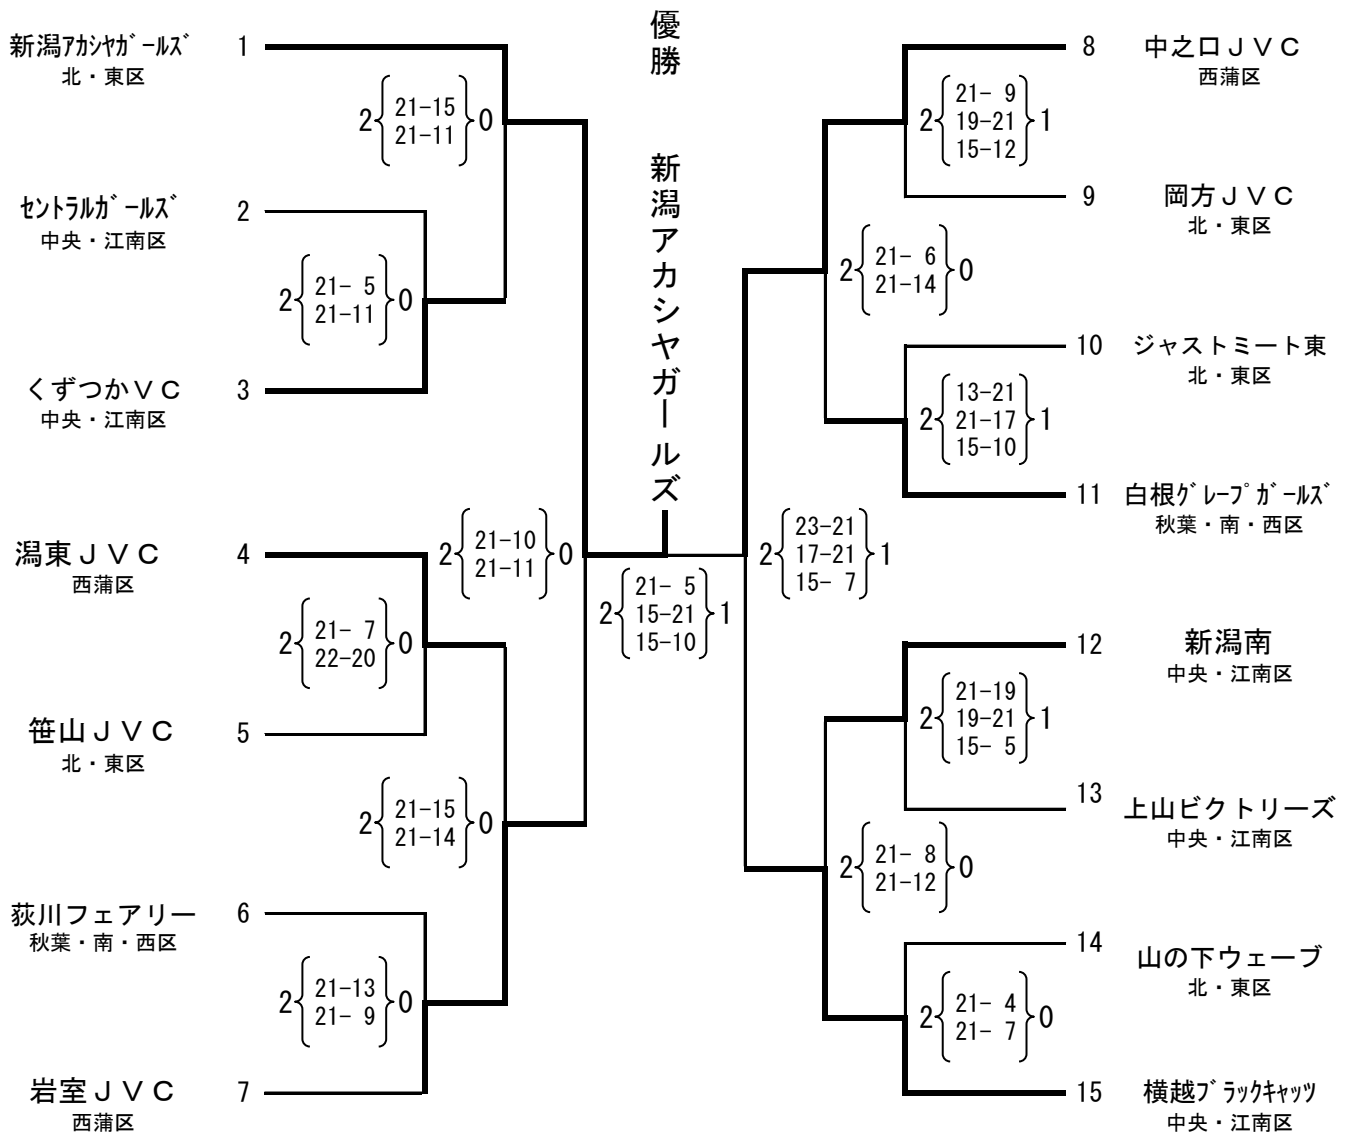 優勝
新潟アカシヤガールズ
新潟ｱｶｼﾔｶﾞｰﾙｽﾞ 1
北・東区
2 21-15 0
21-11
ｾﾝﾄﾗﾙｶﾞｰﾙｽﾞ 2
中央・江南区
2 21- 5 0
21-11
くずつかＶＣ 3
中央・江南区
潟東ＪＶＣ 4
西蒲区
2 21-10 0
21-11
2 21- 7 0
22-20
笹山ＪＶＣ 5
北・東区
2 21-15 0
21-14
荻川フェアリー 6
秋葉・南・西区
2 21-13 0
21- 9
岩室ＪＶＣ 7
西蒲区
2 21- 5 1
15-21
15-10
8 中之口ＪＶＣ
西蒲区
2 21- 9 1
19-21
15-12
9 岡方ＪＶＣ
北・東区
2 21- 6 0
21-14
10 ジャストミート東
北・東区
2 13-21 1
21-17
15-10
11 白根ｸﾞﾚｰﾌﾟｶﾞｰﾙｽﾞ
秋葉・南・西区
2 23-21 1
17-21
15- 7
12 新潟南
中央・江南区
2 21-19 1
19-21
15- 5
13 上山ビクトリーズ
中央・江南区
2 21- 8 0
21-12
14 山の下ウェーブ
北・東区
2 21- 4 0
21- 7
15 横越ﾌﾞﾗｯｸｷｬｯﾂ
中央・江南区